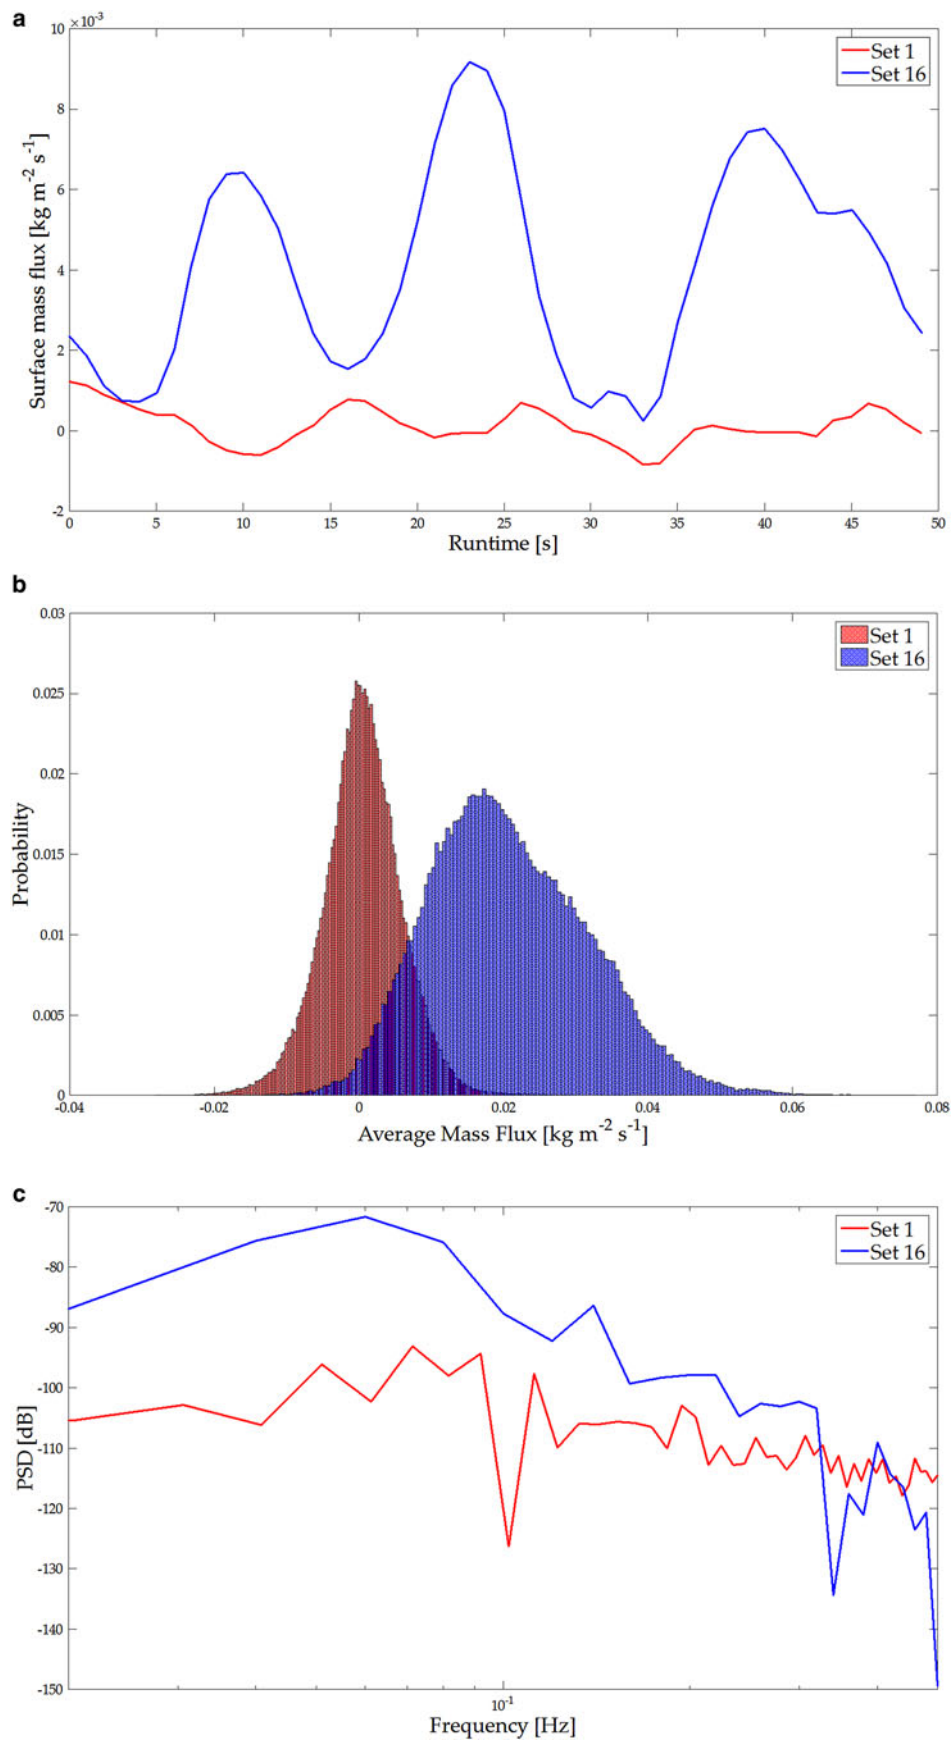 a
×10⁻³
10
8
6
4
2
0
-2
Surface mass flux [kg m⁻² s⁻¹]
Set 1
Set 16
0 5 10 15 20 25 30 35 40 45 50
Runtime [s]
b
0.03
0.025
0.02
0.015
0.01
0.005
0
Probability
Set 1
Set 16
-0.04 -0.02 0 0.02 0.04 0.06 0.08
Average Mass Flux [kg m⁻² s⁻¹]
c
-70
-80
-90
-100
-110
-120
-130
-140
-150
PSD [dB]
Set 1
Set 16
10⁻¹
Frequency [Hz]